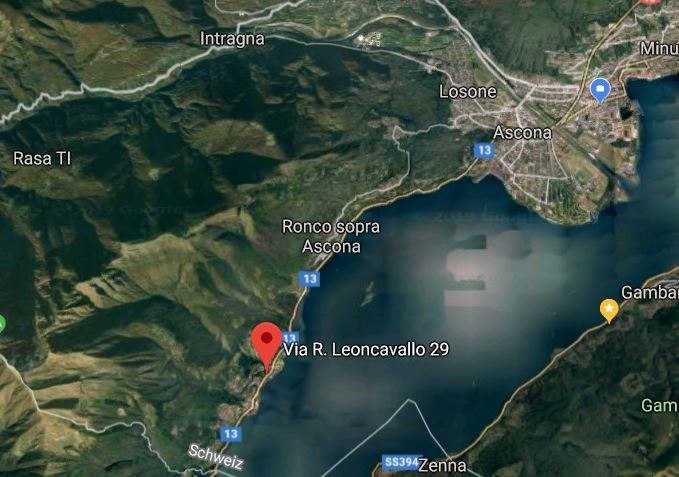 Intragna
Minu
Losone
Ascona
13
Rasa TI
Ronco sopra
Ascona
13
Gambar
13
Via R. Leoncavallo 29
Gam
13
Schweiz
SS394
Zenna